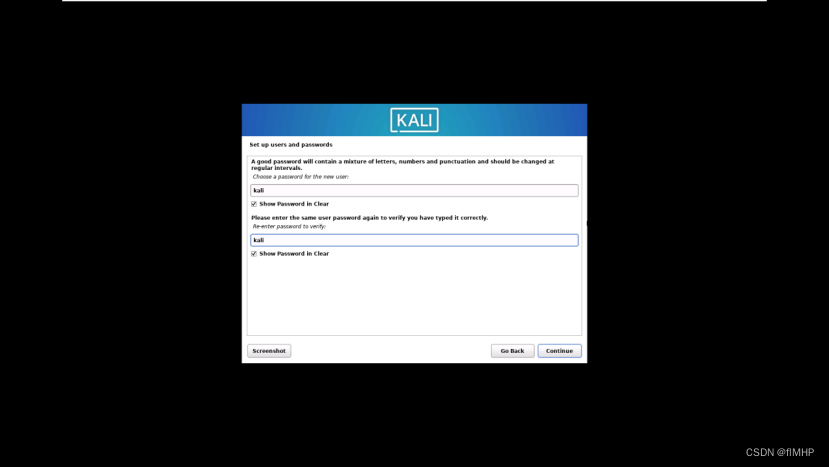 KALI
Set up users and passwords
A good password will contain a mixture of letters, numbers and punctuation and should be changed at
regular intervals.
Choose a password for the new user:
kali
Show Password in Clear
Please enter the same user password again to verify you have typed it correctly.
Re-enter password to verify:
kali
Show Password in Clear
Screenshot
Go Back
Continue
CSDN @flMHP